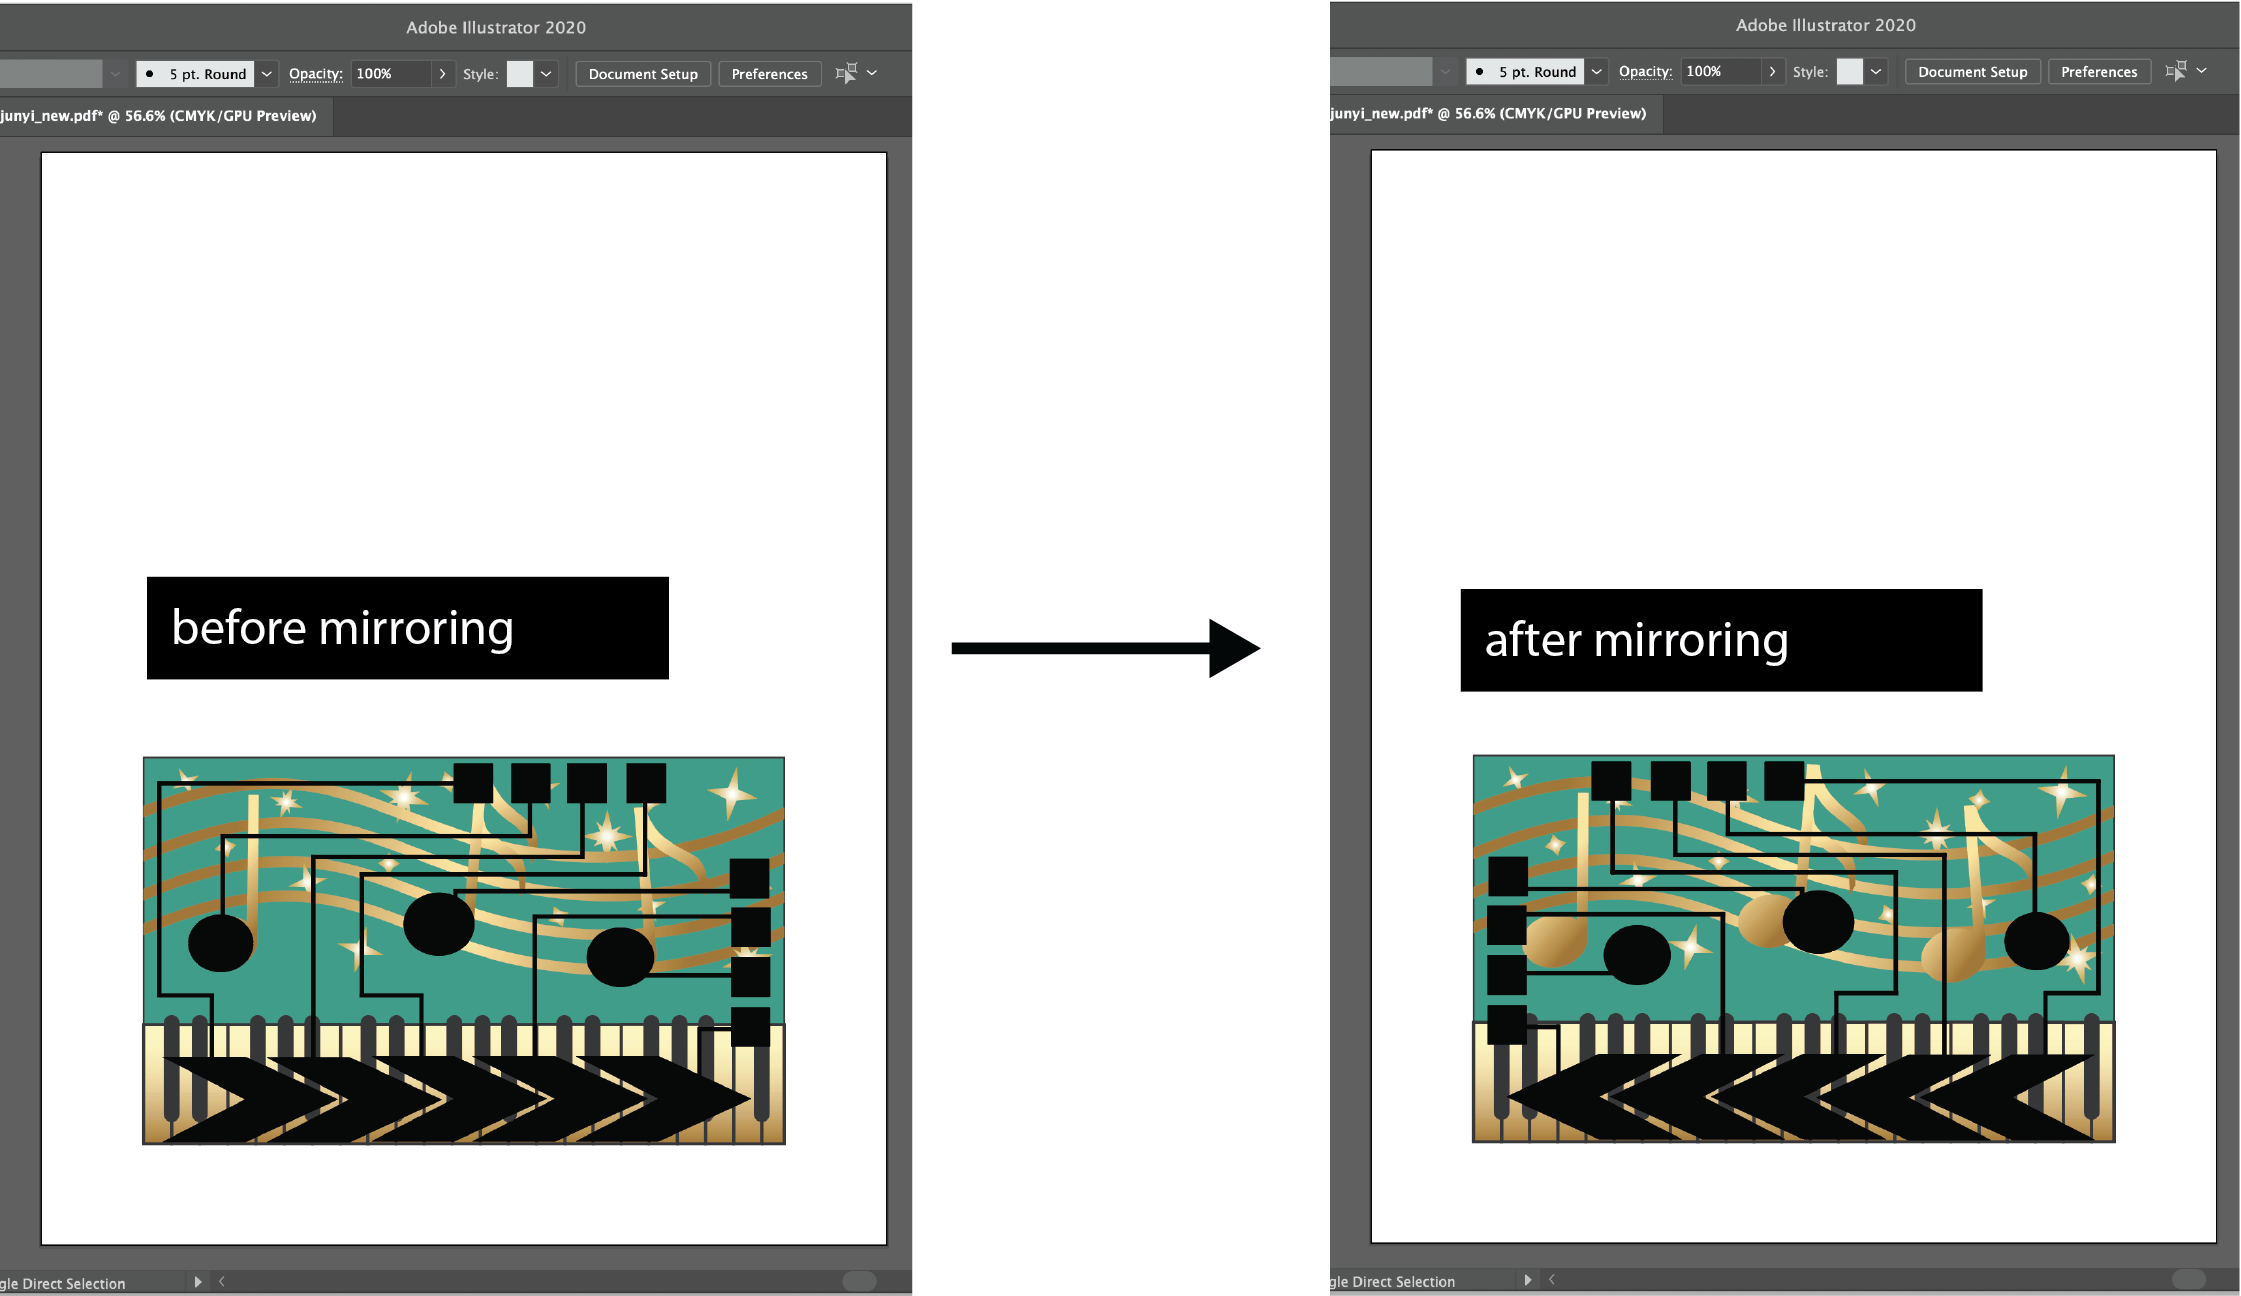 Adobe Illustrator 2020
5 pt. Round Opacity: 100% Style: Document Setup Preferences
junyi_new.pdf* @ 56.6% (CMYK/GPU Preview)
before mirroring
gle Direct Selection
Adobe Illustrator 2020
5 pt. Round Opacity: 100% Style: Document Setup Preferences
junyi_new.pdf* @ 56.6% (CMYK/GPU Preview)
after mirroring
gle Direct Selection